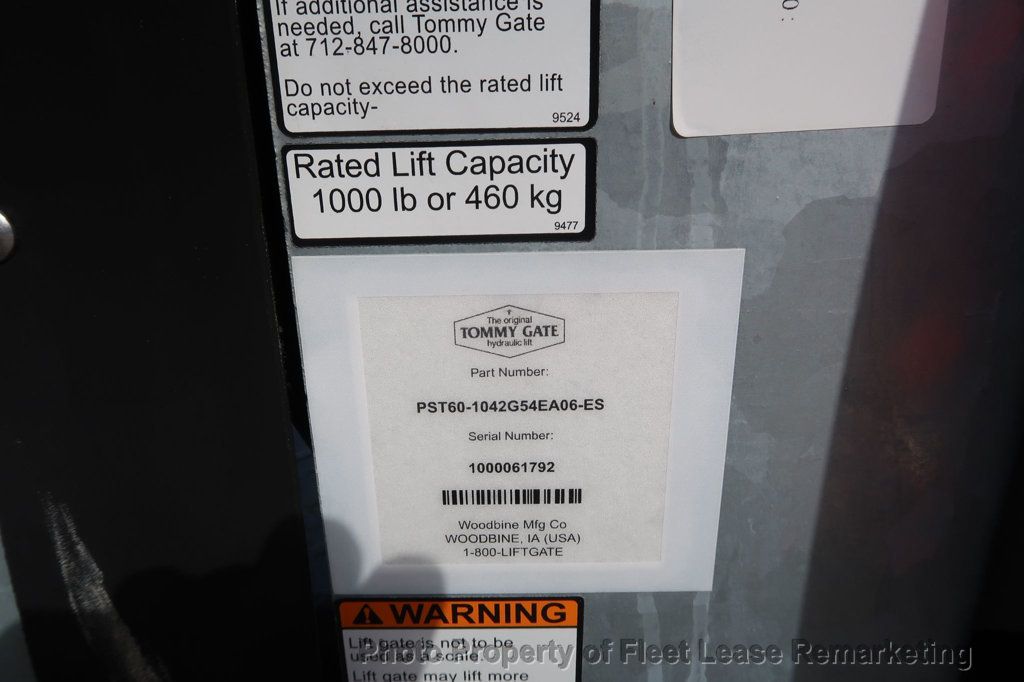 If additional assistance is
needed, call Tommy Gate
at 712-847-8000.
Do not exceed the rated lift
capacity-
9524
Rated Lift Capacity
1000 lb or 460 kg
9477
The original
TOMMY GATE
hydraulic lift
Part Number:
PST60-1042G54EA06-ES
Serial Number:
1000061792
Woodbine Mfg Co
WOODBINE, IA (USA)
1-800-LIFTGATE
WARNING
Lift gate is not to be
used as a scale.
Lift gate may lift more
Photo Property of Fleet Lease Remarketing